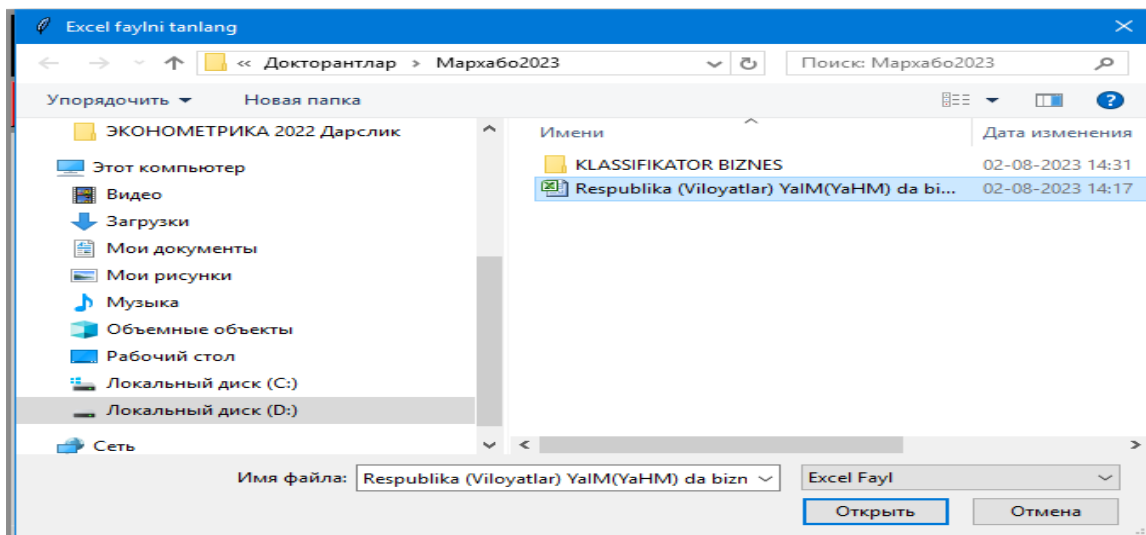 Excel faylni tanlang
« Докторантлар › Мархабо2023
Поиск: Мархабо2023
Упорядочить
Новая папка
ЭКОНОМЕТРИКА 2022 Дарслик
Этот компьютер
Видео
Загрузки
Мои документы
Мои рисунки
Музыка
Объемные объекты
Рабочий стол
Локальный диск (C:)
Локальный диск (D:)
Сеть
Имени
Дата изменения
KLASSIFIKATOR BIZNES
02-08-2023 14:31
Respublika (Viloyatlar) YaIM(YaHM) da bi...
02-08-2023 14:17
Имя файла:
Respublika (Viloyatlar) YaIM(YaHM) da bizn
Excel Fayl
Открыть
Отмена